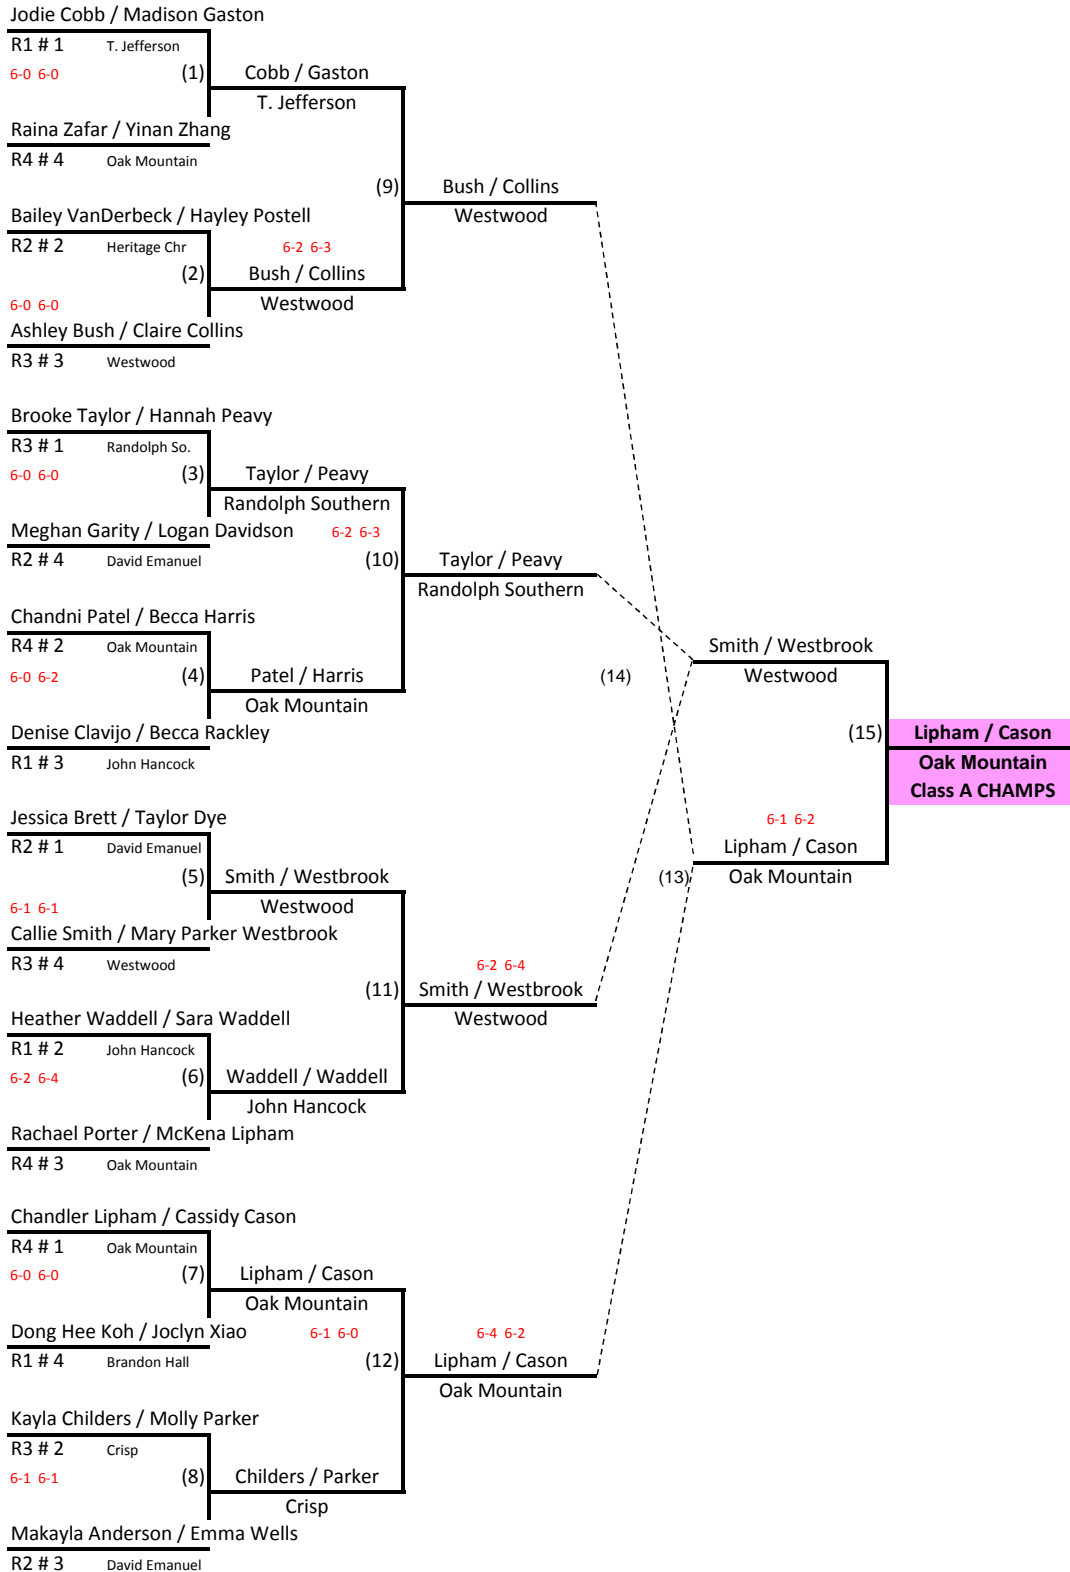 Jodie Cobb / Madison Gaston
R1 # 1 T. Jefferson
6-0 6-0 (1) Cobb / Gaston
T. Jefferson
Raina Zafar / Yinan Zhang
R4 # 4 Oak Mountain
(9) Bush / Collins
Westwood
Bailey VanDerbeck / Hayley Postell
R2 # 2 Heritage Chr 6-2 6-3
(2) Bush / Collins
6-0 6-0 Westwood
Ashley Bush / Claire Collins
R3 # 3 Westwood
Brooke Taylor / Hannah Peavy
R3 # 1 Randolph So.
6-0 6-0 (3) Taylor / Peavy
Randolph Southern
Meghan Garity / Logan Davidson 6-2 6-3
R2 # 4 David Emanuel (10) Taylor / Peavy
Randolph Southern
Chandni Patel / Becca Harris
R4 # 2 Oak Mountain Smith / Westbrook
6-0 6-2 (4) Patel / Harris (14) Westwood
Oak Mountain
Denise Clavijo / Becca Rackley (15) Lipham / Cason
R1 # 3 John Hancock Oak Mountain
Class A CHAMPS
Jessica Brett / Taylor Dye 6-1 6-2
R2 # 1 David Emanuel Lipham / Cason
(5) Smith / Westbrook (13) Oak Mountain
6-1 6-1 Westwood
Callie Smith / Mary Parker Westbrook
R3 # 4 Westwood 6-2 6-4
(11) Smith / Westbrook
Heather Waddell / Sara Waddell Westwood
R1 # 2 John Hancock
6-2 6-4 (6) Waddell / Waddell
John Hancock
Rachael Porter / McKena Lipham
R4 # 3 Oak Mountain
Chandler Lipham / Cassidy Cason
R4 # 1 Oak Mountain
6-0 6-0 (7) Lipham / Cason
Oak Mountain
Dong Hee Koh / Joclyn Xiao 6-1 6-0 6-4 6-2
R1 # 4 Brandon Hall (12) Lipham / Cason
Oak Mountain
Kayla Childers / Molly Parker
R3 # 2 Crisp
6-1 6-1 (8) Childers / Parker
Crisp
Makayla Anderson / Emma Wells
R2 # 3 David Emanuel